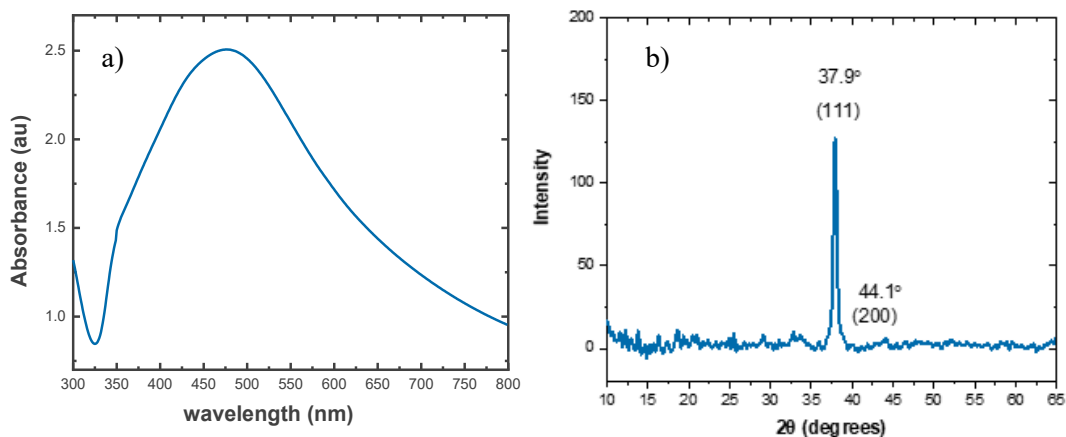 a)
Absorbance (au)
2.5
2.0
1.5
1.0
300 350 400 450 500 550 600 650 700 750 800
wavelength (nm)
b)
Intensity
200
150
100
50
0
37.9°
(111)
44.1°
(200)
10 15 20 25 30 35 40 45 50 55 60 65
2θ (degrees)